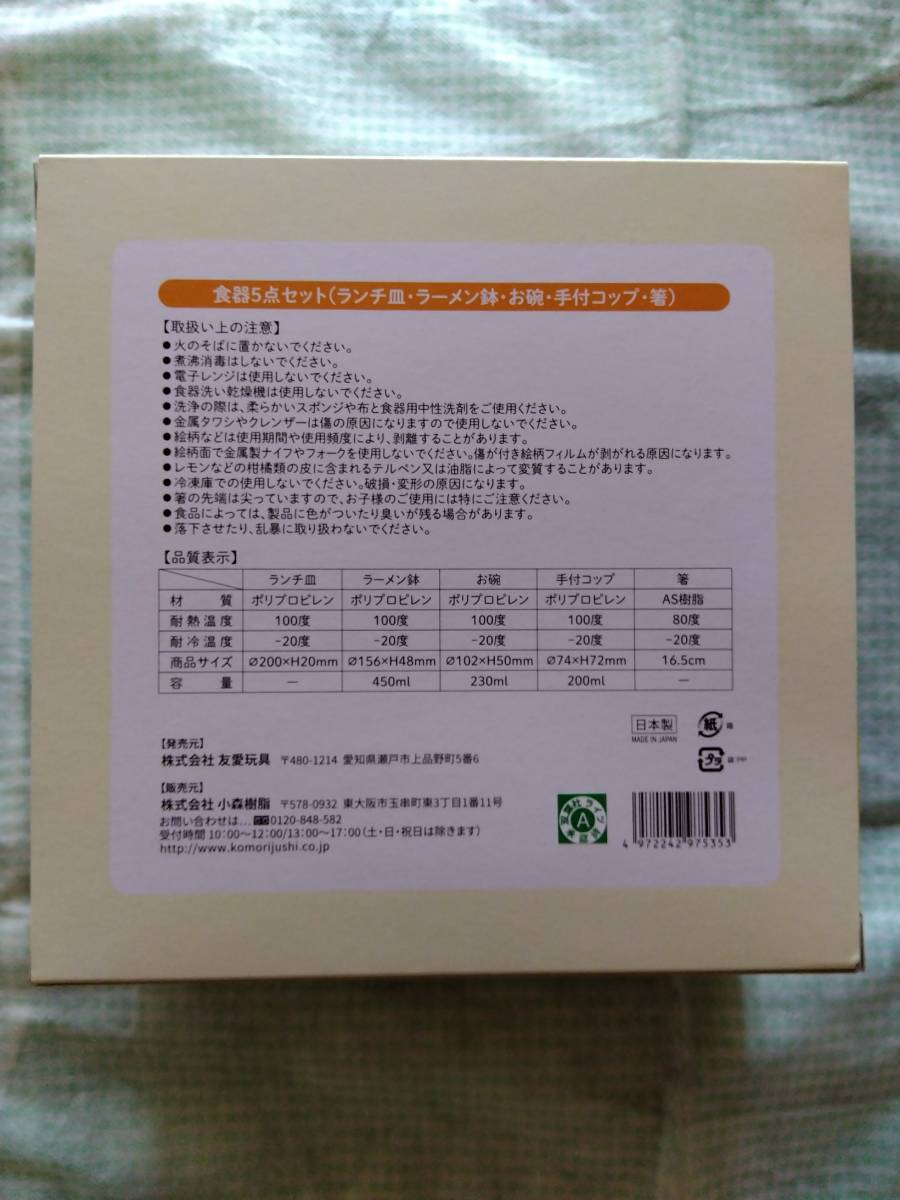 食器5点セット(ランチ皿・ラーメン鉢・お碗・手付コップ・箸)
【取扱い上の注意】
●火のそばに置かないでください。
●煮沸消毒はしないでください。
●電子レンジは使用しないでください。
●食器洗い乾燥機は使用しないでください。
●洗浄の際は、柔らかいスポンジや布と食器用中性洗剤をご使用ください。
●金属タワシやクレンザーは傷の原因になりますので使用しないでください。
●絵柄などは使用期間や使用頻度により、剥離することがあります。
●絵柄面で金属製ナイフやフォークを使用しないでください。傷が付き絵柄フィルムが剥がれる原因になります。
●レモンなどの柑橘類の皮に含まれるテルペン又は油脂によって変質することがあります。
●冷凍庫での使用しないでください。破損・変形の原因になります。
●箸の先端は尖っていますので、お子様のご使用には特にご注意ください。
●食品によっては、製品に色がついたり臭いが残る場合があります。
●落下させたり、乱暴に取り扱わないでください。
【品質表示】
ランチ皿 ラーメン鉢 お碗 手付コップ 箸
材質 ポリプロピレン ポリプロピレン ポリプロピレン ポリプロピレン AS樹脂
耐熱温度 100度 100度 100度 100度 80度
耐冷温度 -20度 -20度 -20度 -20度 -20度
商品サイズ ∅200×H20mm ∅156×H48mm ∅102×H50mm ∅74×H72mm 16.5cm
容量 — 450ml 230ml 200ml —
日本製
MADE IN JAPAN
紙 箱
プラ 袋 PP
【発売元】
株式会社 友愛玩具 〒480-1214 愛知県瀬戸市上品野町5番6
【販売元】
株式会社 小森樹脂 〒578-0932 東大阪市玉串町東3丁目1番11号
お問い合わせは… 0120-848-582
受付時間 10:00〜12:00/13:00〜17:00(土・日・祝日は除きます)
http://www.komorijushi.co.jp
双葉社 ライツ
A
4 972242 975353